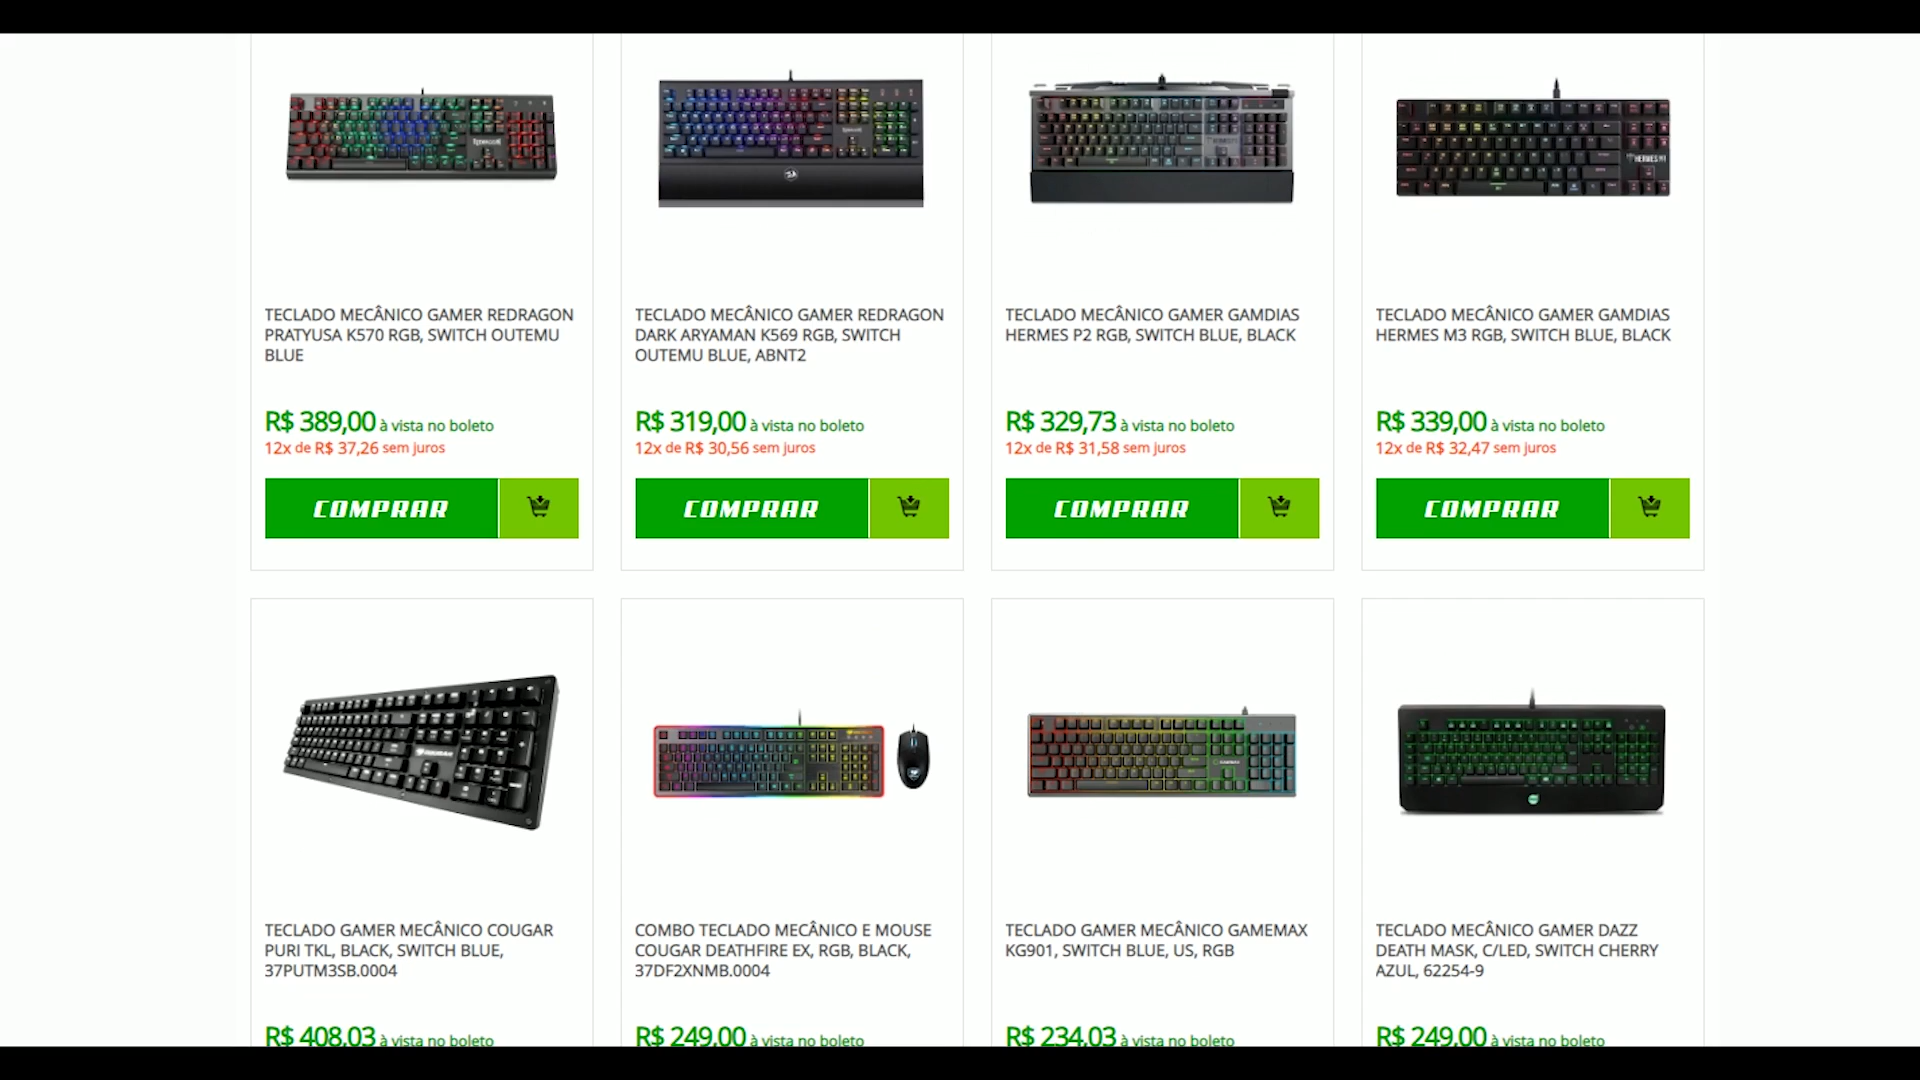 TECLADO MECÂNICO GAMER REDRAGON
PRATYUSA K570 RGB, SWITCH OUTEMU
BLUE
R$ 389,00 à vista no boleto
12x de R$ 37,26 sem juros
COMPRAR
TECLADO MECÂNICO GAMER REDRAGON
DARK ARYAMAN K569 RGB, SWITCH
OUTEMU BLUE, ABNT2
R$ 319,00 à vista no boleto
12x de R$ 30,56 sem juros
COMPRAR
TECLADO MECÂNICO GAMER GAMDIAS
HERMES P2 RGB, SWITCH BLUE, BLACK
R$ 329,73 à vista no boleto
12x de R$ 31,58 sem juros
COMPRAR
HERMES M1
TECLADO MECÂNICO GAMER GAMDIAS
HERMES M3 RGB, SWITCH BLUE, BLACK
R$ 339,00 à vista no boleto
12x de R$ 32,47 sem juros
COMPRAR
TECLADO GAMER MECÂNICO COUGAR
PURI TKL, BLACK, SWITCH BLUE,
37PUTM3SB.0004
R$ 408,03 à vista no boleto
COMBO TECLADO MECÂNICO E MOUSE
COUGAR DEATHFIRE EX, RGB, BLACK,
37DF2XNMB.0004
R$ 249,00 à vista no boleto
TECLADO GAMER MECÂNICO GAMEMAX
KG901, SWITCH BLUE, US, RGB
R$ 234,03 à vista no boleto
TECLADO MECÂNICO GAMER DAZZ
DEATH MASK, C/LED, SWITCH CHERRY
AZUL, 62254-9
R$ 249,00 à vista no boleto